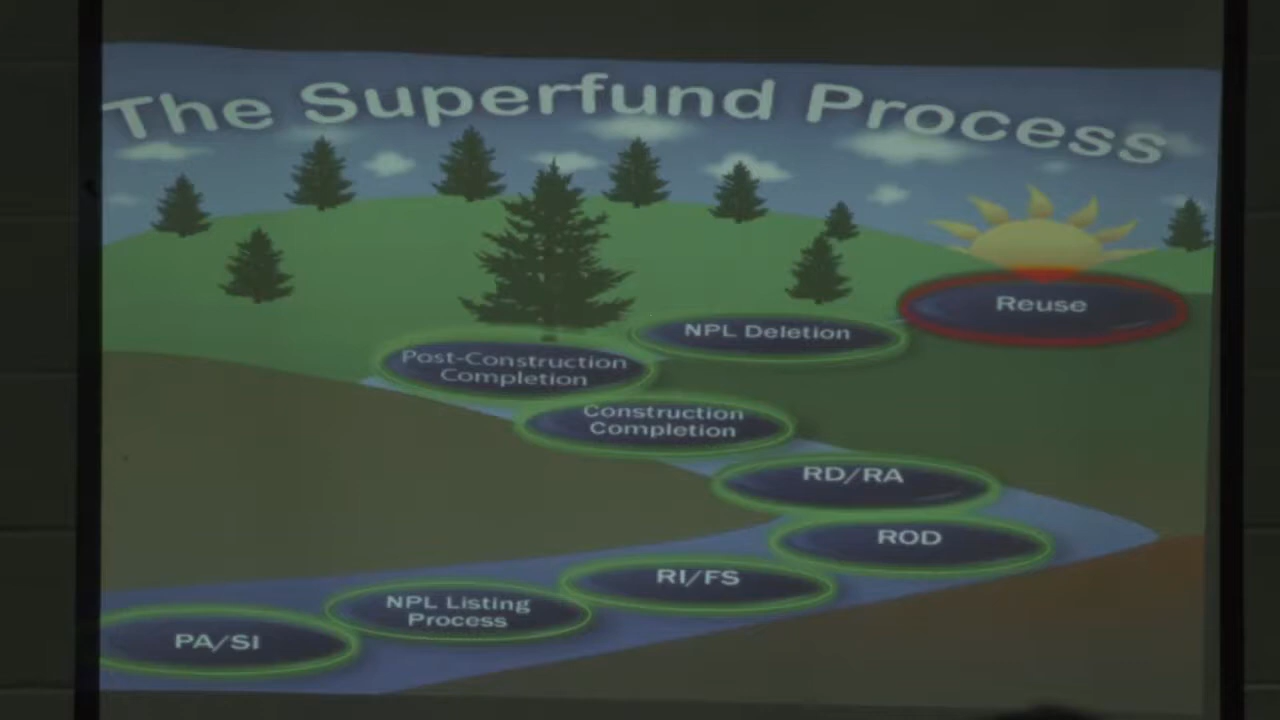 The Superfund Process
Reuse
NPL Deletion
Post-Construction
Completion
Construction
Completion
RD/RA
ROD
RI/FS
NPL Listing
Process
PA/SI